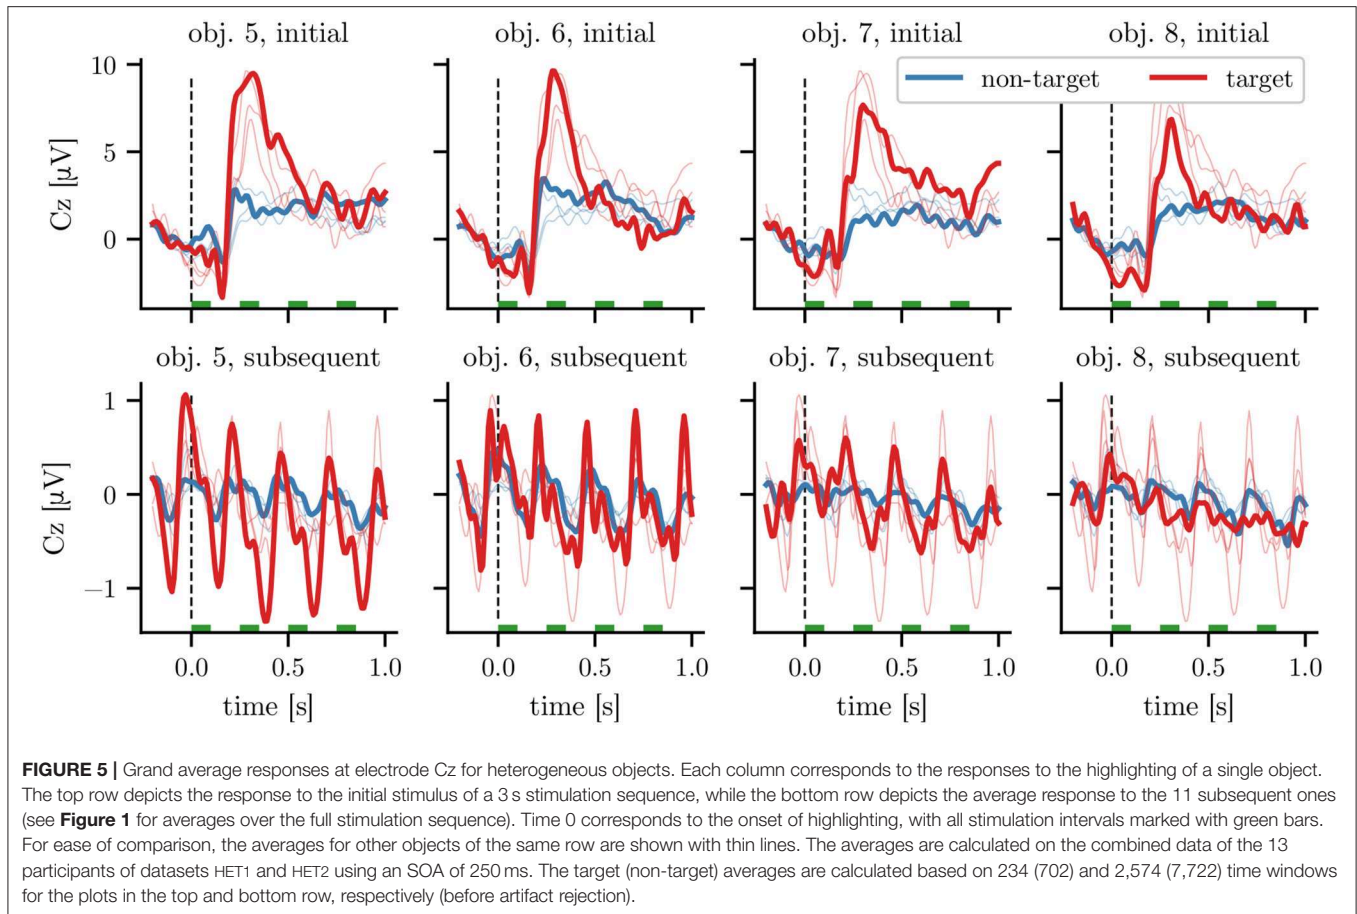 obj. 5, initial
obj. 6, initial
obj. 7, initial
obj. 8, initial
non-target
target
10
5
0
Cz [µV]
obj. 5, subsequent
obj. 6, subsequent
obj. 7, subsequent
obj. 8, subsequent
1
0
−1
Cz [µV]
0.0 0.5 1.0
0.0 0.5 1.0
0.0 0.5 1.0
0.0 0.5 1.0
time [s]
time [s]
time [s]
time [s]
FIGURE 5 | Grand average responses at electrode Cz for heterogeneous objects. Each column corresponds to the responses to the highlighting of a single object.
The top row depicts the response to the initial stimulus of a 3 s stimulation sequence, while the bottom row depicts the average response to the 11 subsequent ones
(see Figure 1 for averages over the full stimulation sequence). Time 0 corresponds to the onset of highlighting, with all stimulation intervals marked with green bars.
For ease of comparison, the averages for other objects of the same row are shown with thin lines. The averages are calculated on the combined data of the 13
participants of datasets HET1 and HET2 using an SOA of 250 ms. The target (non-target) averages are calculated based on 234 (702) and 2,574 (7,722) time windows
for the plots in the top and bottom row, respectively (before artifact rejection).